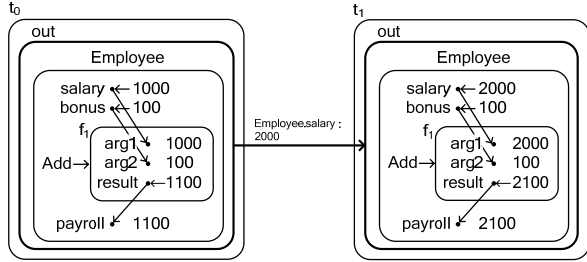 t0
out
Employee
salary 1000
bonus 100
f1
arg1 1000
arg2 100
Add
result 1100
payroll 1100
Employee.salary :
2000
t1
out
Employee
salary 2000
bonus 100
f1
arg1 2000
arg2 100
Add
result 2100
payroll 2100